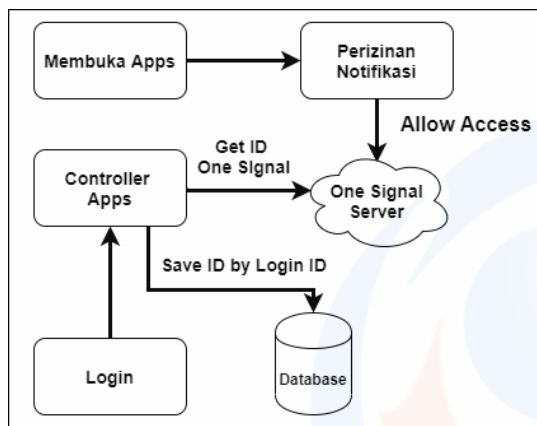 Membuka Apps
Perizinan
Notifikasi
Allow Access
Get ID
One Signal
Controller
Apps
One Signal
Server
Save ID by Login ID
Login
Database